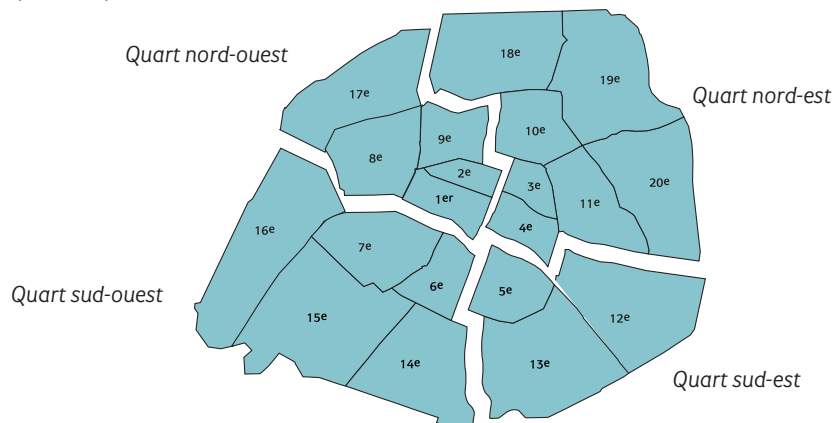 Quart nord-ouest
18e
19e
17e
Quart nord-est
10e
9e
8e
2e
3e
20e
1er
11e
4e
16e
7e
6e
5e
Quart sud-ouest
15e
12e
14e
13e
Quart sud-est